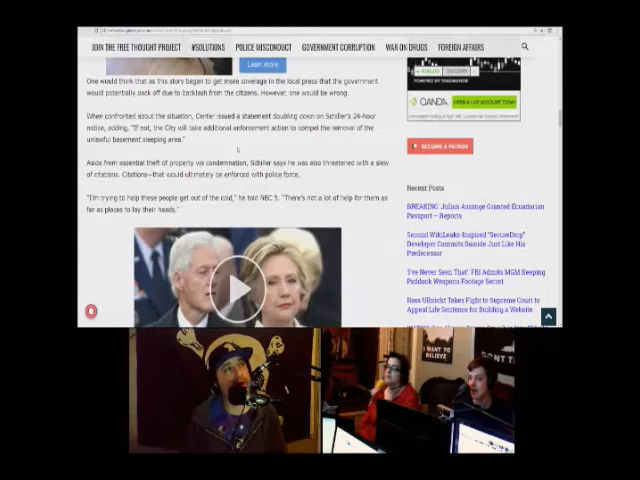 JOIN THE FREE THOUGHT PROJECT #SOLUTIONS POLICE MISCONDUCT GOVERNMENT CORRUPTION WAR ON DRUGS FOREIGN AFFAIRS
Learn more
One would think that as this story began to get more coverage in the local press that the government
would potentially back off due to backlash from the citizens. However, one would be wrong.
When confronted about the situation, Center issued a statement doubling down on Schiller's 24-hour
notice, adding, "If not, the City will take additional enforcement action to compel the removal of the
unlawful basement sleeping area."
Aside from essential theft of property via condemnation, Schiller says he was also threatened with a slew
of citations. Citations—that would ultimately be enforced with police force.
"I'm trying to help these people get out of the cold," he told NBC 5. "There's not a lot of help for them as
far as places to lay their heads."
OANDA
OPEN A LIVE ACCOUNT TODAY
BECOME A PATRON
Recent Posts
BREAKING: Julian Assange Granted Ecuadorian
Passport – Reports
Second WikiLeaks-Inspired "SecureDrop"
Developer Commits Suicide Just Like His
Predecessor
'I've Never Seen That': FBI Admits MGM Keeping
Paddock Weapons Footage Secret
Ross Ulbricht Takes Fight to Supreme Court to
Appeal Life Sentence for Building a Website
I WANT TO
BELIEVE